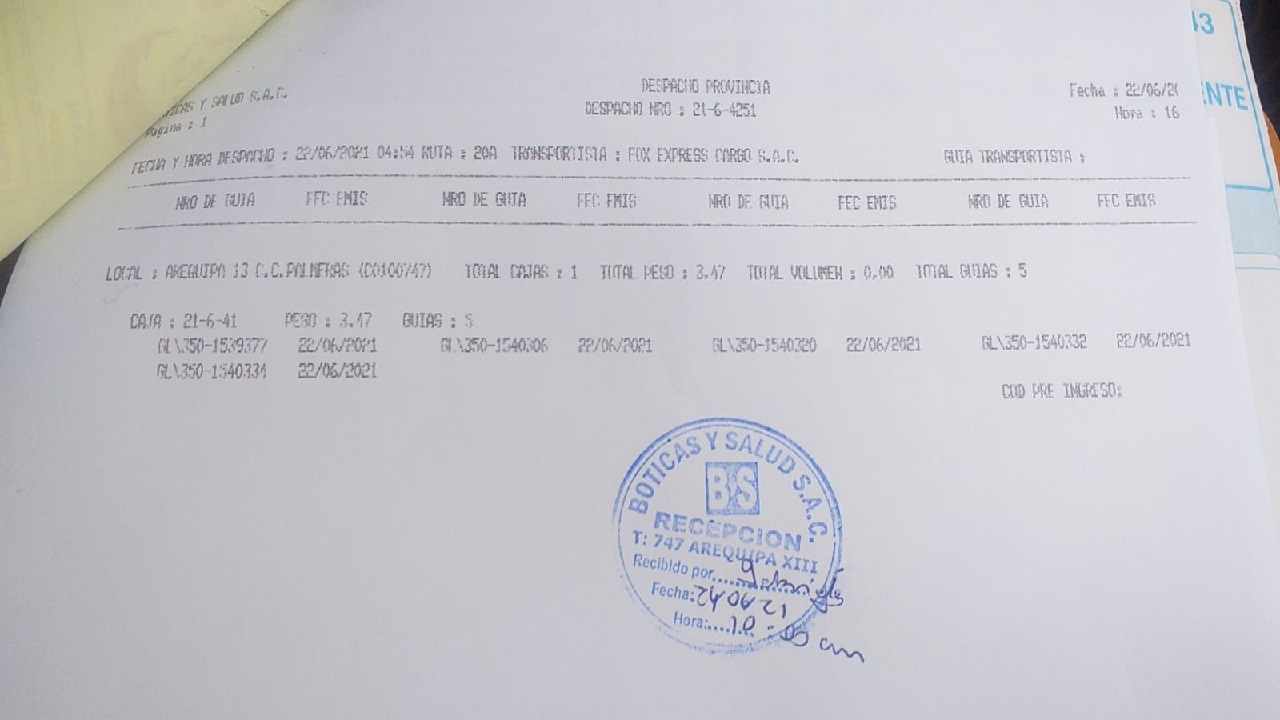 DESPACHO PROVINCIA
Y SALUD S.A.C. Fecha : 22/06/2
Pagina : 1 DESPACHO NRO : 21-6-4251 Hora : 16
FECHA Y HORA DESPACHO : 22/06/2021 04:54 RUTA : 20A TRANSPORTISTA : FOX EXPRESS CARGO S.A.C. GUIA TRANSPORTISTA :
NRO DE GUIA FEC EMIS NRO DE GUIA FEC EMIS NRO DE GUIA FEC EMIS NRO DE GUIA FEC EMIS
LOCAL : AREQUIPA 13 C.C.PALMERAS (C0100747) TOTAL CAJAS : 1 TOTAL PESO : 3.47 TOTAL VOLUMEN : 0.00 TOTAL GUIAS : 5
CAJA : 21-6-41 PESO : 3.47 GUIAS : 5
GL\350-1539377 22/06/2021 GL\350-1540306 22/06/2021 GL\350-1540320 22/06/2021 GL\350-1540332 22/06/2021
GL\350-1540334 22/06/2021
COD PRE INGRESO:
BOTICAS Y SALUD S.A.C.
BS
RECEPCION
T: 747 AREQUIPA XIII
Recibido por
Fecha:
Hora:
am
13
NTE